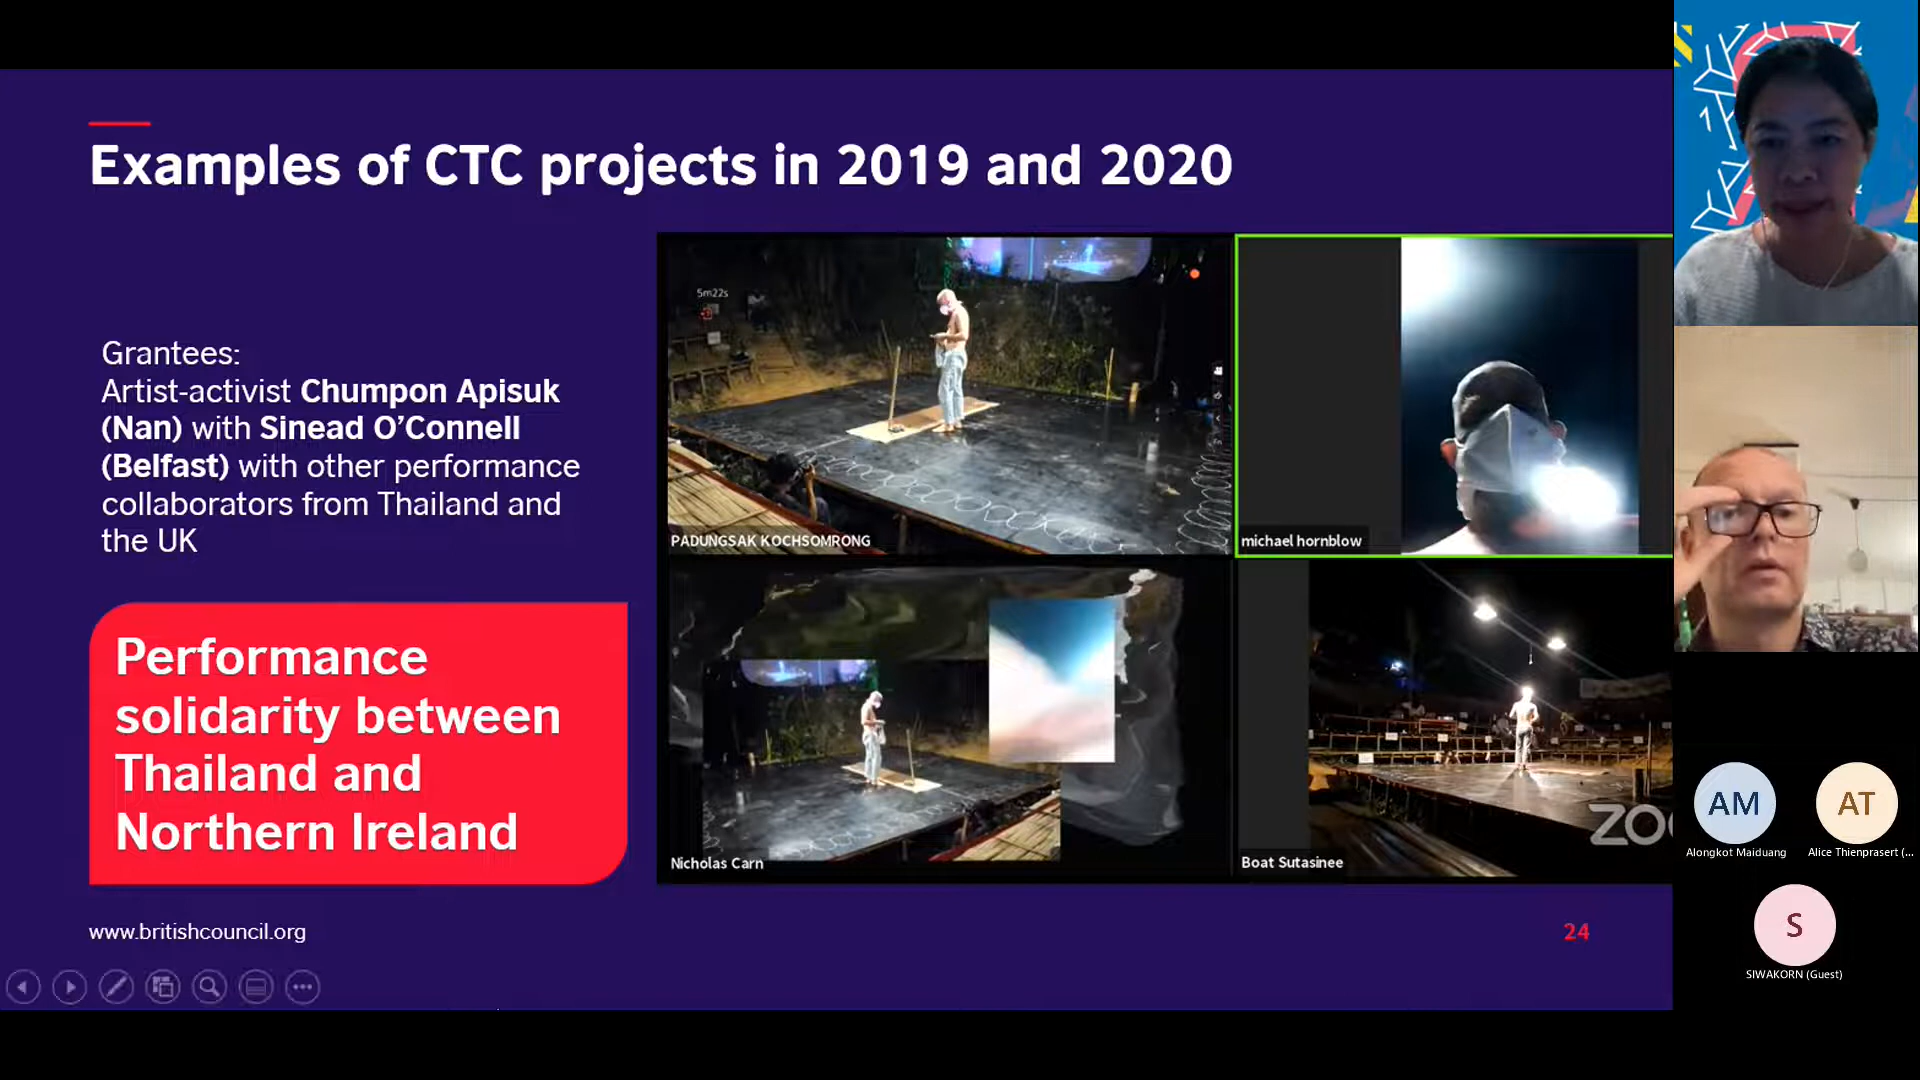 Examples of CTC projects in 2019 and 2020
Grantees:
Artist-activist Chumpon Apisuk
(Nan) with Sinead O’Connell
(Belfast) with other performance
collaborators from Thailand and
the UK
Performance
solidarity between
Thailand and
Northern Ireland
5m22s
PADUNGSAK KOCHSOMRONG
michael hornblow
Nicholas Carn
Boat Sutasinee
ZO
www.britishcouncil.org
24
AM
Alongkot Maiduang
AT
Alice Thienprasert (...
S
SIWAKORN (Guest)